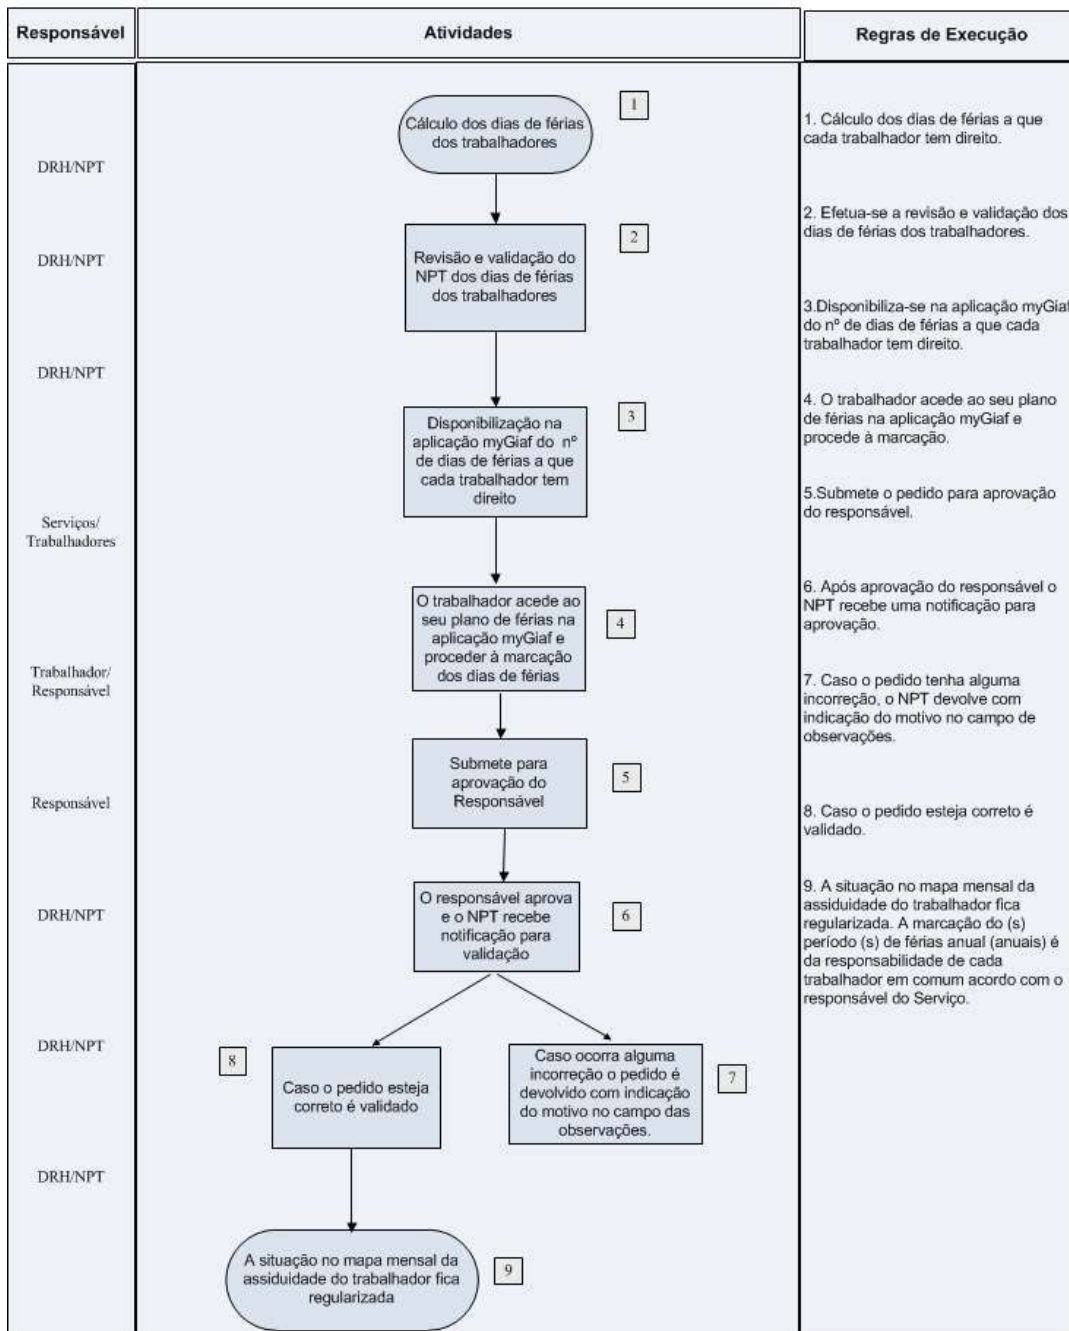 Responsável
Atividades
Regras de Execução
DRH/NPT
DRH/NPT
DRH/NPT
Serviços/
Trabalhadores
Trabalhador/
Responsável
Responsável
DRH/NPT
DRH/NPT
DRH/NPT
1
Cálculo dos dias de férias
dos trabalhadores
2
Revisão e validação do
NPT dos dias de férias
dos trabalhadores
3
Disponibilização na
aplicação myGiaf do nº
de dias de férias a que
cada trabalhador tem
direito
O trabalhador acede ao
seu plano de férias na
aplicação myGiaf e
proceder à marcação
dos dias de férias
4
Submete para
aprovação do
Responsável
5
O responsável aprova
e o NPT recebe
notificação para
validação
6
8
Caso o pedido esteja
correto é validado
Caso ocorra alguma
incorreção o pedido é
devolvido com indicação
do motivo no campo das
observações.
7
A situação no mapa mensal da
assiduidade do trabalhador fica
regularizada
9
1. Cálculo dos dias de férias a que
cada trabalhador tem direito.
2. Efetua-se a revisão e validação dos
dias de férias dos trabalhadores.
3.Disponibiliza-se na aplicação myGiaf
do nº de dias de férias a que cada
trabalhador tem direito.
4. O trabalhador acede ao seu plano
de férias na aplicação myGiaf e
procede à marcação.
5.Submete o pedido para aprovação
do responsável.
6. Após aprovação do responsável o
NPT recebe uma notificação para
aprovação.
7. Caso o pedido tenha alguma
incorreção, o NPT devolve com
indicação do motivo no campo de
observações.
8. Caso o pedido esteja correto é
validado.
9. A situação no mapa mensal da
assiduidade do trabalhador fica
regularizada. A marcação do (s)
período (s) de férias anual (anuais) é
da responsabilidade de cada
trabalhador em comum acordo com o
responsável do Serviço.